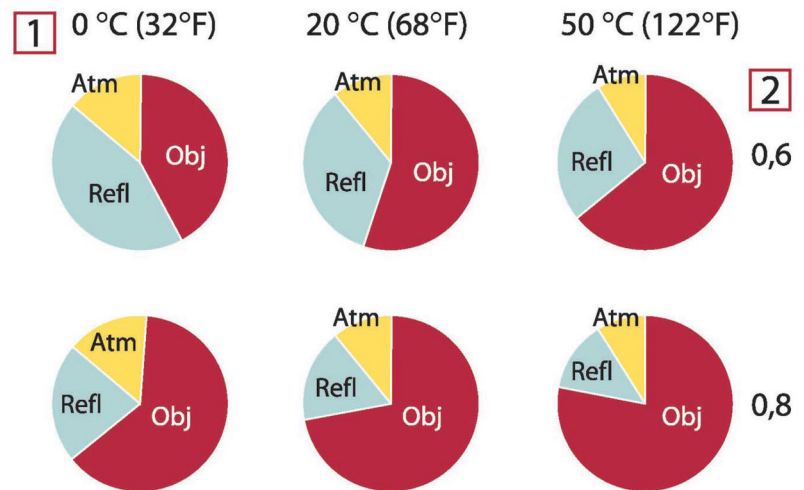 1 0 °C (32°F) 20 °C (68°F) 50 °C (122°F)
2
Atm Obj Refl
Atm Obj Refl
Atm Obj Refl
0,6
Atm Refl Obj
Atm Refl Obj
Atm Refl Obj
0,8